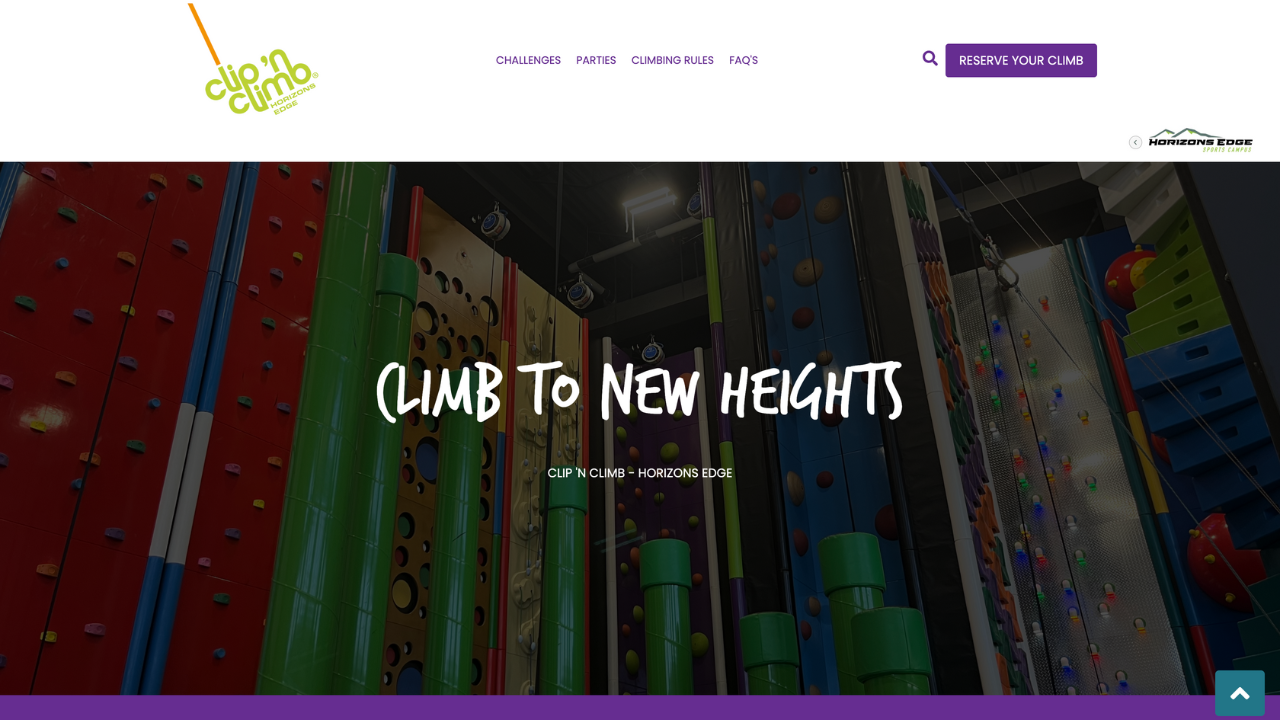 clip 'n
climb®
HORIZONS
EDGE
CHALLENGES
PARTIES
CLIMBING RULES
FAQ'S
RESERVE YOUR CLIMB
HORIZONS EDGE
SPORTS CAMPUS
CLIMB TO NEW HEIGHTS
CLIP 'N CLIMB - HORIZONS EDGE